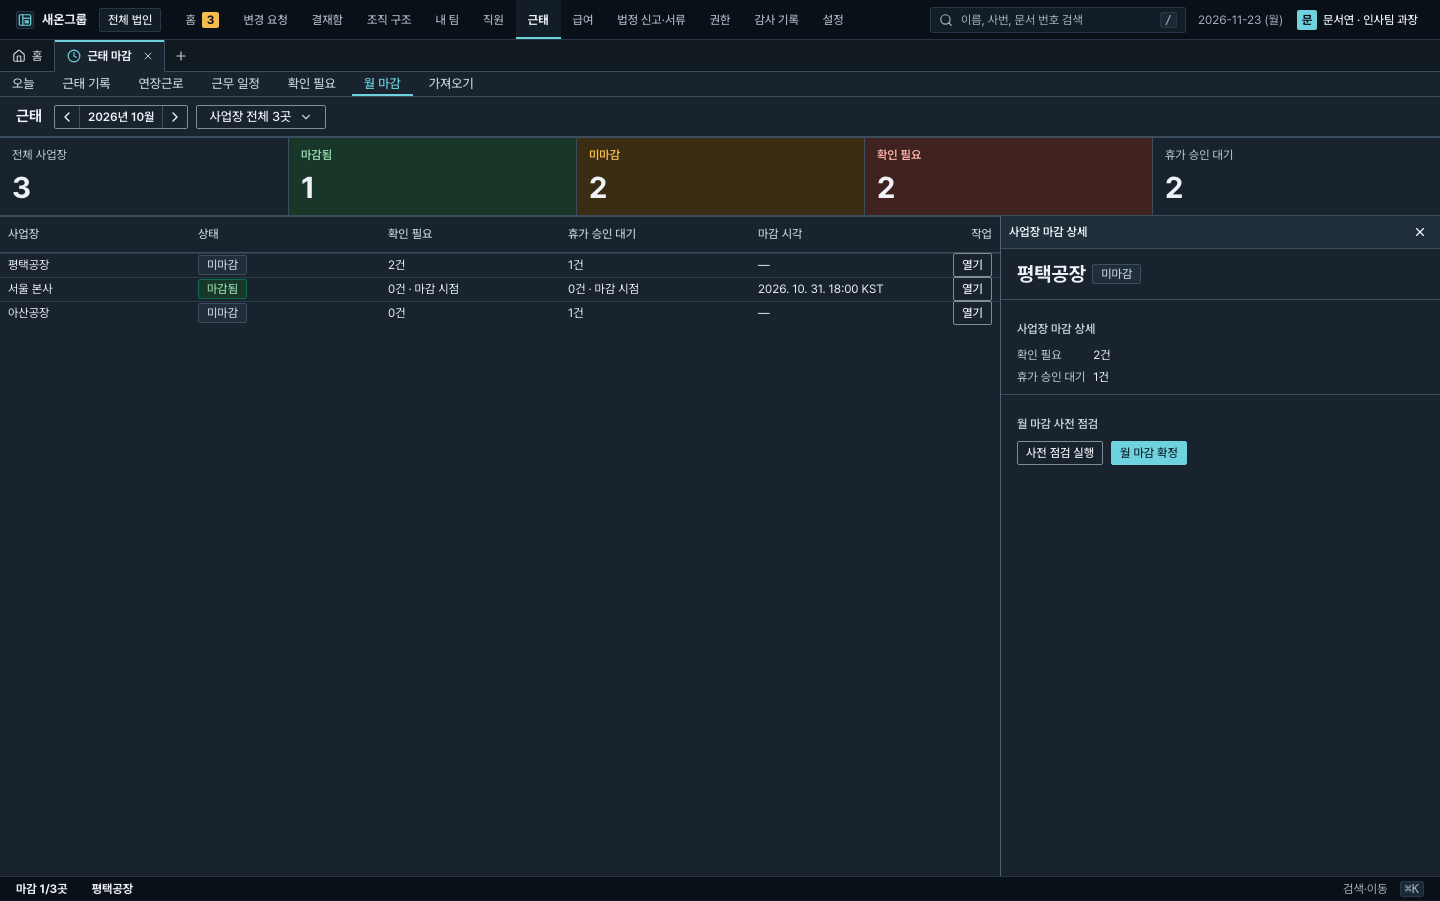 새온그룹 전체 법인 홈 3 변경 요청 결재함 조직 구조 내 팀 직원 근태 급여 법정 신고·서류 권한 감사 기록 설정 이름, 사번, 문서 번호 검색 / 2026-11-23 (월) 문 문서연 · 인사팀 과장
홈 근태 마감
오늘 근태 기록 연장근로 근무 일정 확인 필요 월 마감 가져오기
근태 2026년 10월 사업장 전체 3곳
전체 사업장 마감됨 미마감 확인 필요 휴가 승인 대기
3 1 2 2 2
사업장 상태 확인 필요 휴가 승인 대기 마감 시각 작업
평택공장 미마감 2건 1건 — 열기
서울 본사 마감됨 0건 · 마감 시점 0건 · 마감 시점 2026. 10. 31. 18:00 KST 열기
아산공장 미마감 0건 1건 — 열기
사업장 마감 상세
평택공장 미마감
사업장 마감 상세
확인 필요 2건
휴가 승인 대기 1건
월 마감 사전 점검
사전 점검 실행 월 마감 확정
마감 1/3곳 평택공장 검색·이동 ⌘K